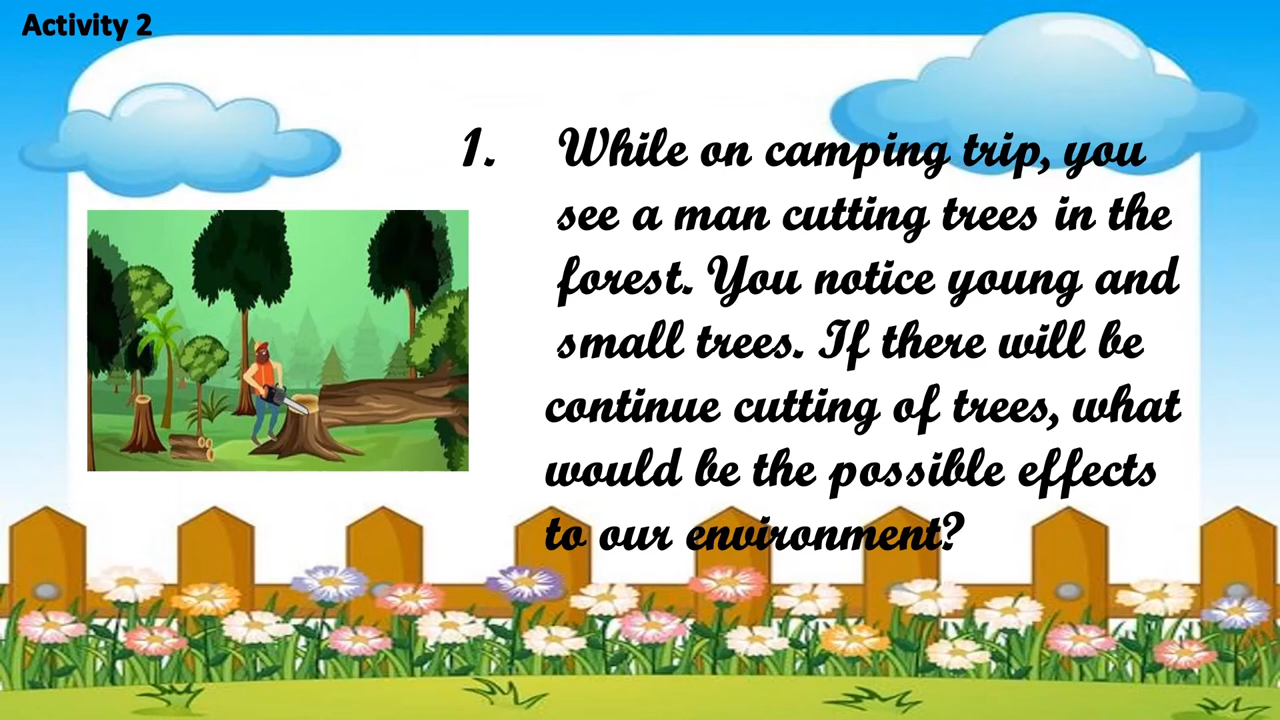 Activity 2
1. While on camping trip, you
see a man cutting trees in the
forest. You notice young and
small trees. If there will be
continue cutting of trees, what
would be the possible effects
to our environment?